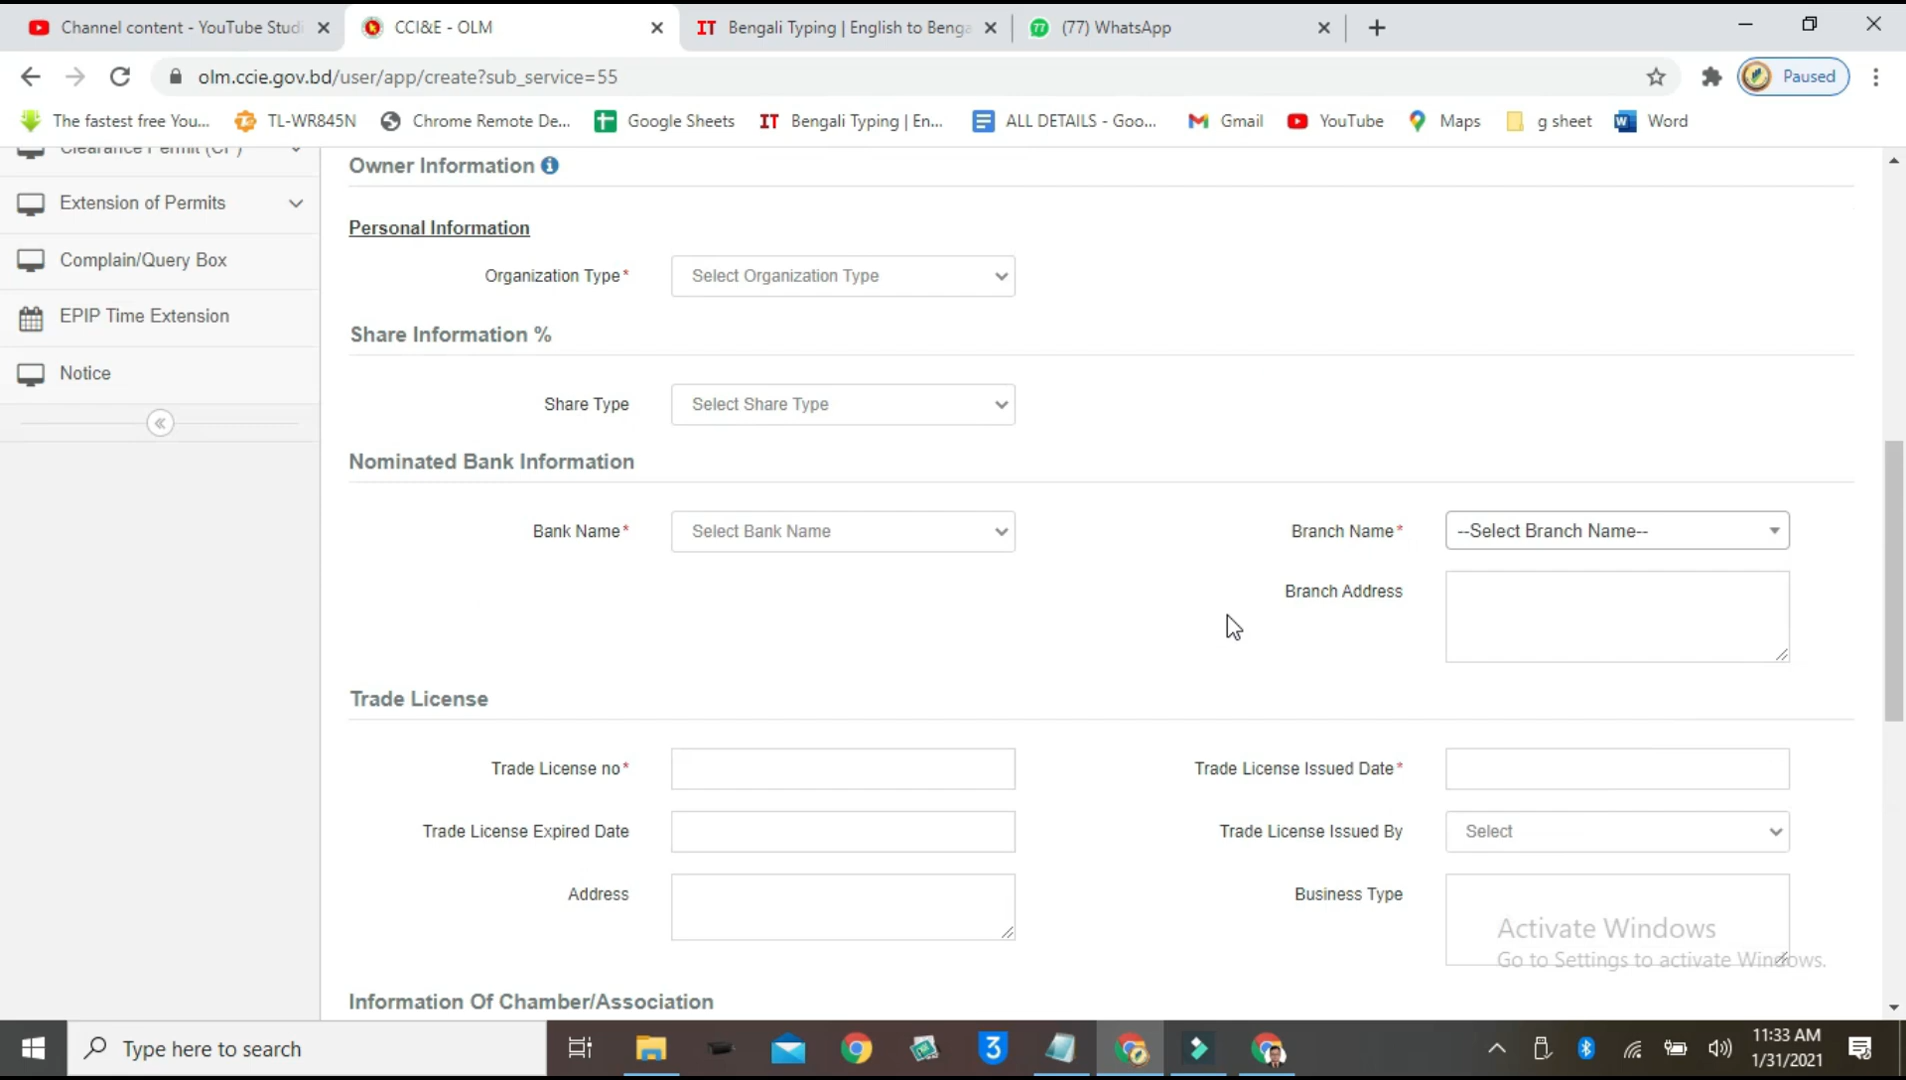 Channel content - YouTube Studi
CCI&E - OLM
IT Bengali Typing | English to Benga
77 (77) WhatsApp
olm.ccie.gov.bd/user/app/create?sub_service=55
Paused
The fastest free You...
TL-WR845N
Chrome Remote De...
Google Sheets
IT Bengali Typing | En...
ALL DETAILS - Goo...
Gmail
YouTube
Maps
g sheet
Word
Clearance Permit (CP)
Extension of Permits
Complain/Query Box
EPIP Time Extension
Notice
Owner Information
Personal Information
Organization Type* Select Organization Type
Share Information %
Share Type Select Share Type
Nominated Bank Information
Bank Name* Select Bank Name
Branch Name* --Select Branch Name--
Branch Address
Trade License
Trade License no*
Trade License Issued Date*
Trade License Expired Date
Trade License Issued By Select
Address
Business Type
Activate Windows
Go to Settings to activate Windows.
Information Of Chamber/Association
Type here to search
3
11:33 AM
1/31/2021